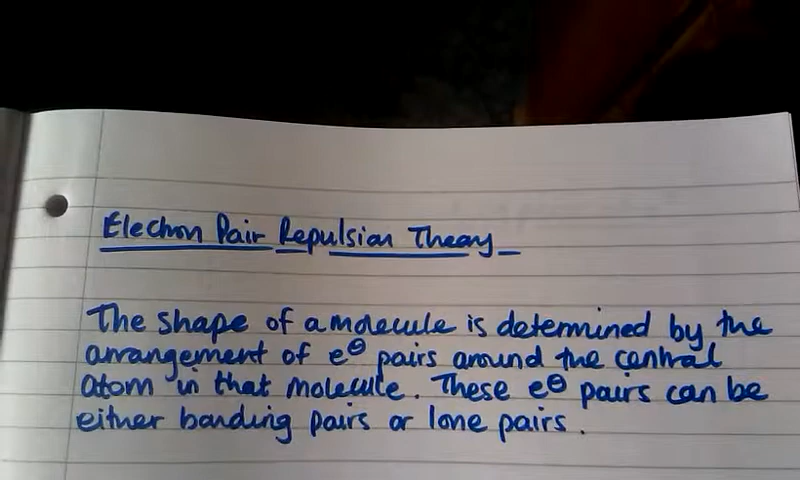 Electron Pair Repulsion Theory
The shape of a molecule is determined by the
arrangement of e⊖ pairs around the central
atom in that molecule. These e⊖ pairs can be
either bonding pairs or lone pairs.